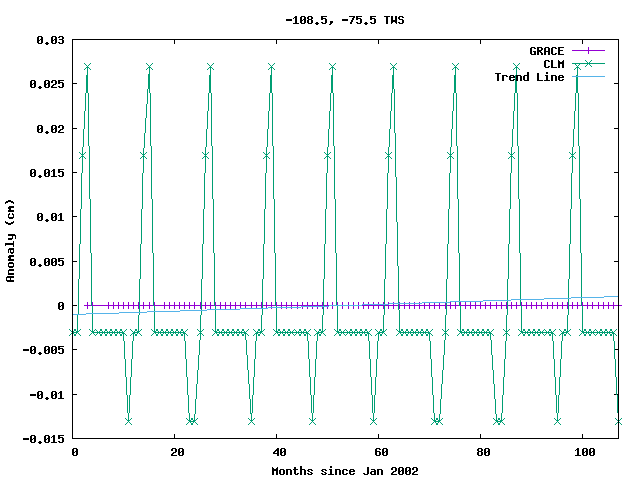 -108.5, -75.5 TWS
0.03
GRACE
CLM
Trend Line
0.025
0.02
0.015
0.01
0.005
0
-0.005
-0.01
-0.015
Anomaly (cm)
0 20 40 60 80 100
Months since Jan 2002